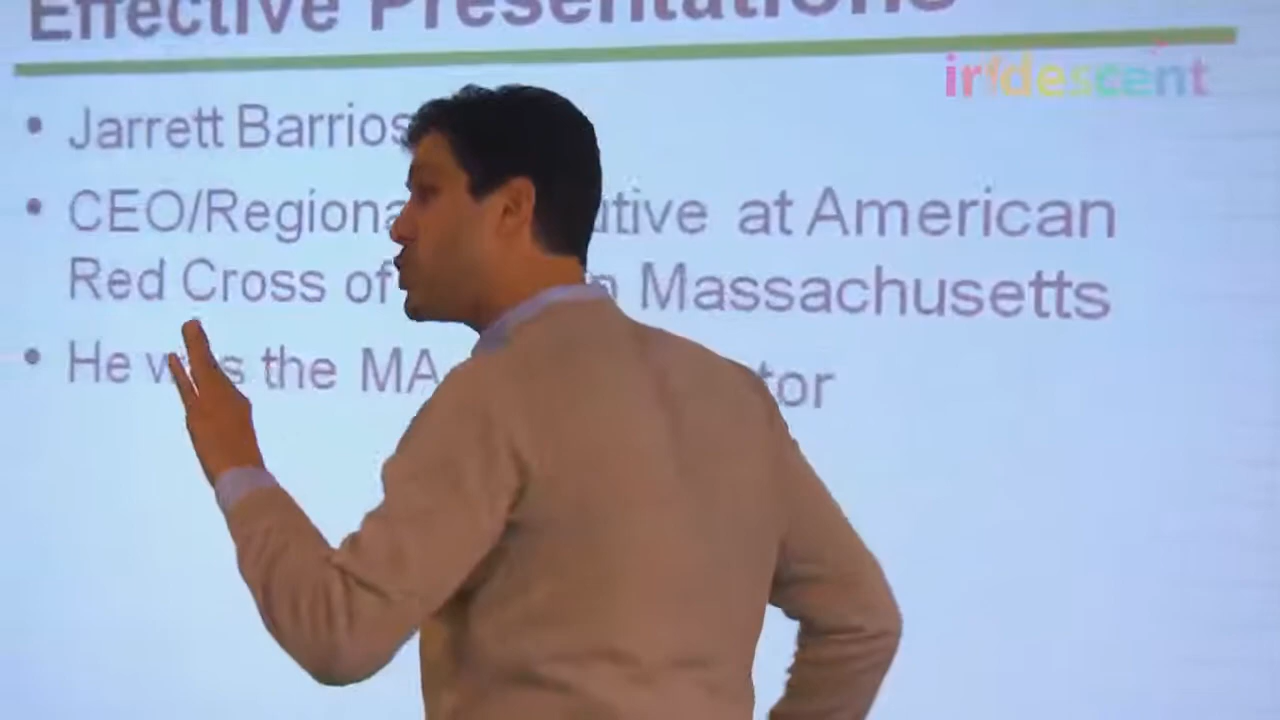 Effective Presentations
iridescent
Jarrett Barrios
CEO/Regiona utive at American
Red Cross of Massachusetts
He was the MA tor